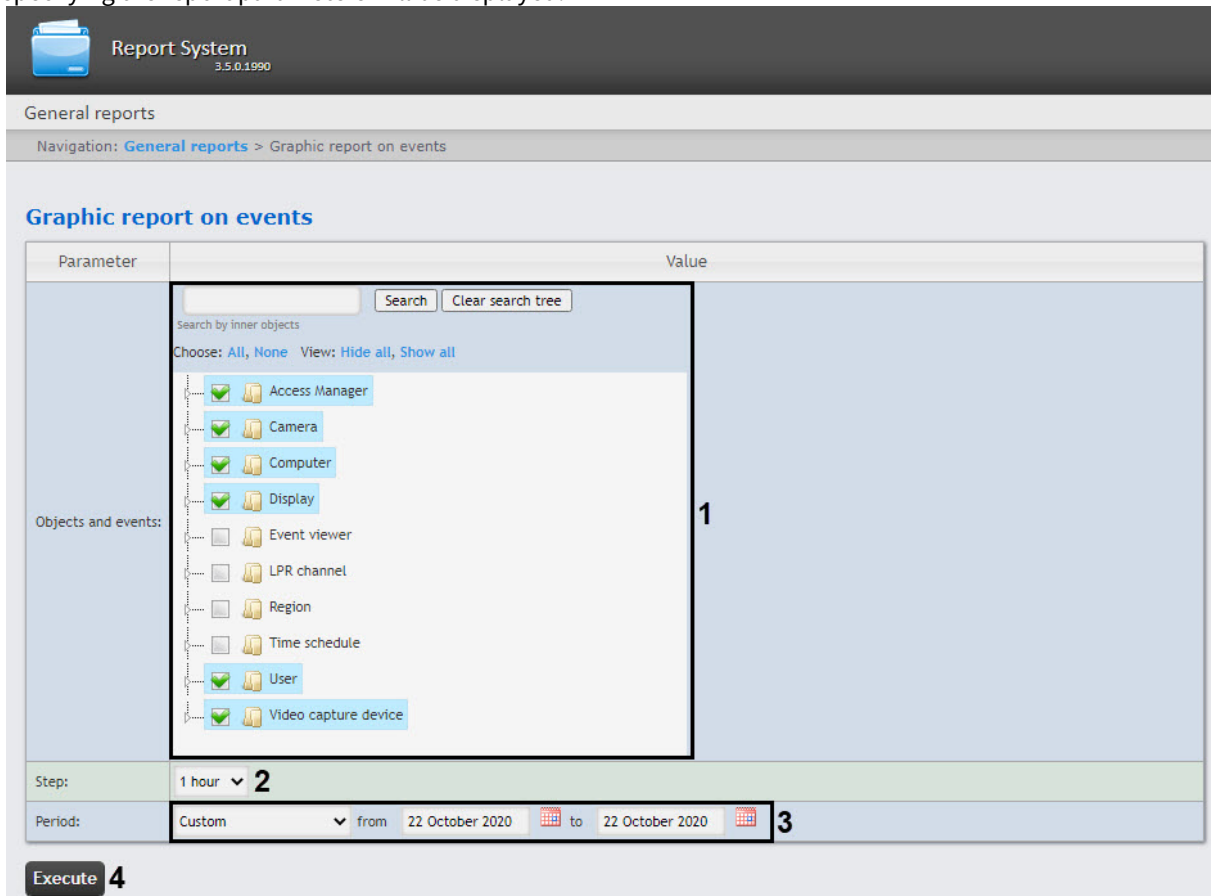 Report System
3.5.0.1990
General reports
Navigation: General reports > Graphic report on events
Graphic report on events
Parameter Value
Search Clear search tree
Search by inner objects
Choose: All, None View: Hide all, Show all
Access Manager
Camera
Computer
Display
Objects and events: 1
Event viewer
LPR channel
Region
Time schedule
User
Video capture device
Step: 1 hour 2
Period: Custom from 22 October 2020 to 22 October 2020 3
Execute 4